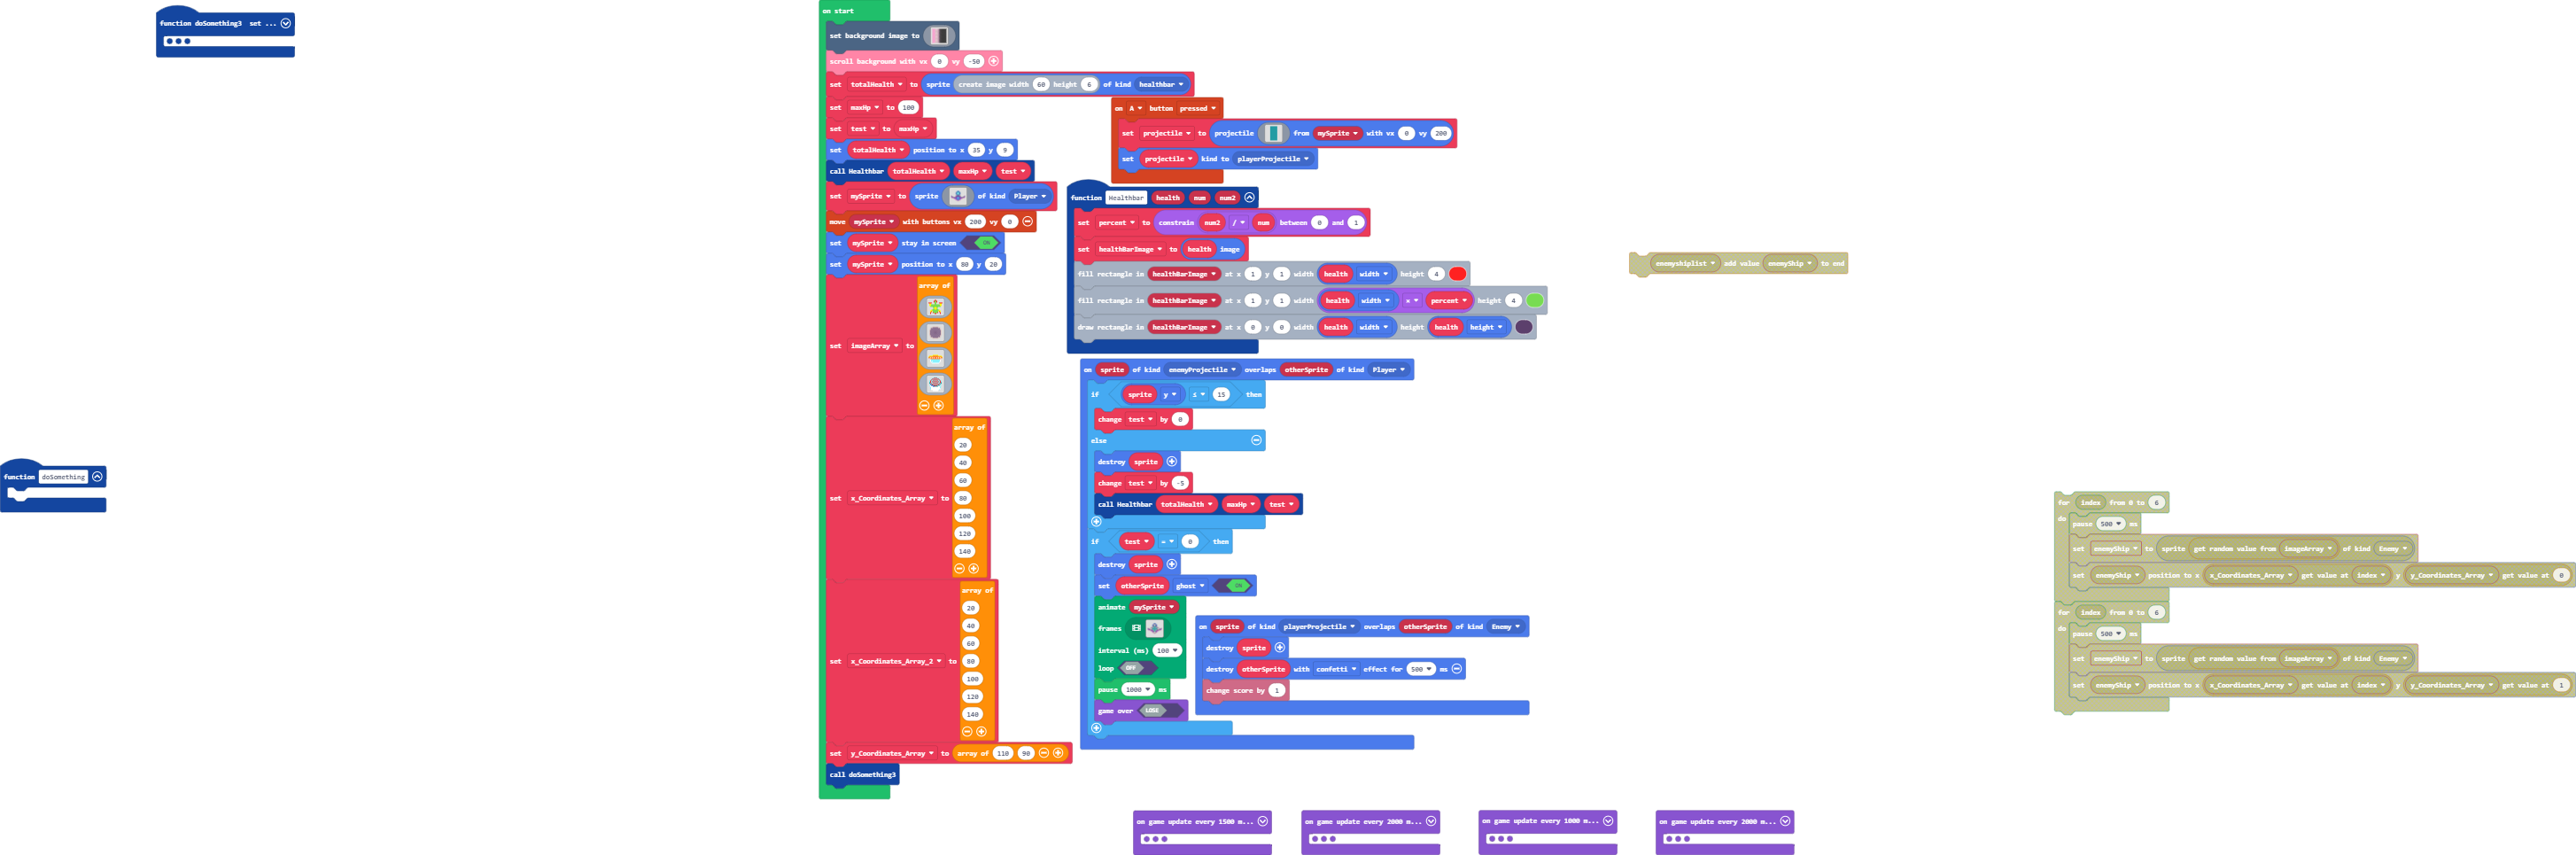 function doSomething3 set ...
function doSomething
on start
set background image to
scroll background with vx 0 vy -50
set totalHealth to sprite create image width 60 height 6 of kind healthbar
set maxHp to 100
set test to maxHp
set totalHealth position to x 35 y 9
call Healthbar totalHealth maxHp test
set mySprite to sprite of kind Player
move mySprite with buttons vx 200 vy 0
set mySprite stay in screen ON
set mySprite position to x 80 y 20
set imageArray to array of
set x_Coordinates_Array to array of
20
40
60
80
100
120
140
set x_Coordinates_Array_2 to array of
20
40
60
80
100
120
140
set y_Coordinates_Array to array of 110 90
call doSomething3
on A button pressed
set projectile to projectile from mySprite with vx 0 vy 200
set projectile kind to playerProjectile
function Healthbar health num num2
set percent to constrain num2 / num between 0 and 1
set healthBarImage to health image
fill rectangle in healthBarImage at x 1 y 1 width health width height 4
fill rectangle in healthBarImage at x 1 y 1 width health width × percent height 4
draw rectangle in healthBarImage at x 0 y 0 width health width height health height
on sprite of kind enemyProjectile overlaps otherSprite of kind Player
if sprite y ≤ 15 then
change test by 0
else
destroy sprite
change test by -5
call Healthbar totalHealth maxHp test
if test = 0 then
destroy sprite
set otherSprite ghost ON
animate mySprite
frames
interval (ms) 100
loop OFF
pause 1000 ms
game over LOSE
on sprite of kind playerProjectile overlaps otherSprite of kind Enemy
destroy sprite
destroy otherSprite with confetti effect for 500 ms
change score by 1
on game update every 1500 m...
on game update every 2000 m...
on game update every 1000 m...
on game update every 2000 m...
enemyshiplist add value enemyShip to end
for index from 0 to 6
do
pause 500 ms
set enemyShip to sprite get random value from imageArray of kind Enemy
set enemyShip position to x x_Coordinates_Array get value at index y y_Coordinates_Array get value at 0
for index from 0 to 6
do
pause 500 ms
set enemyShip to sprite get random value from imageArray of kind Enemy
set enemyShip position to x x_Coordinates_Array get value at index y y_Coordinates_Array get value at 1